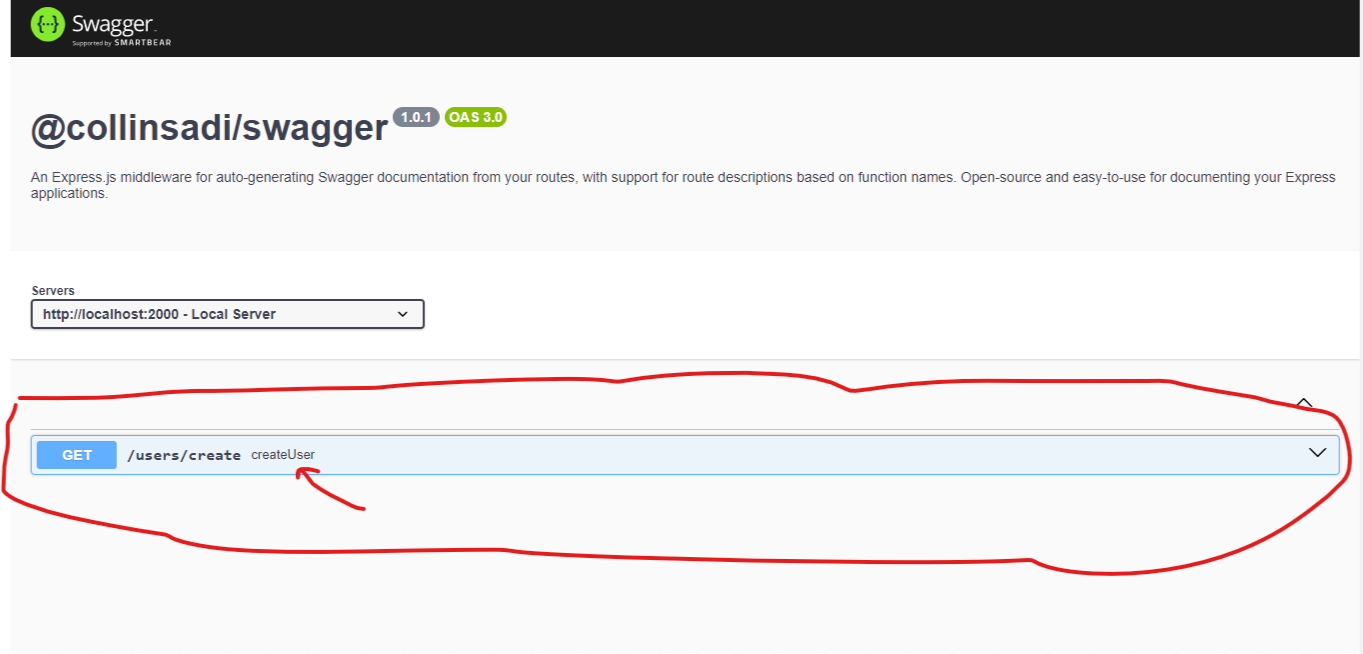 Swagger
Supported by SMARTBEAR
@collinsadi/swagger 1.0.1 OAS 3.0
An Express.js middleware for auto-generating Swagger documentation from your routes, with support for route descriptions based on function names. Open-source and easy-to-use for documenting your Express
applications.
Servers
http://localhost:2000 - Local Server
GET /users/create createUser